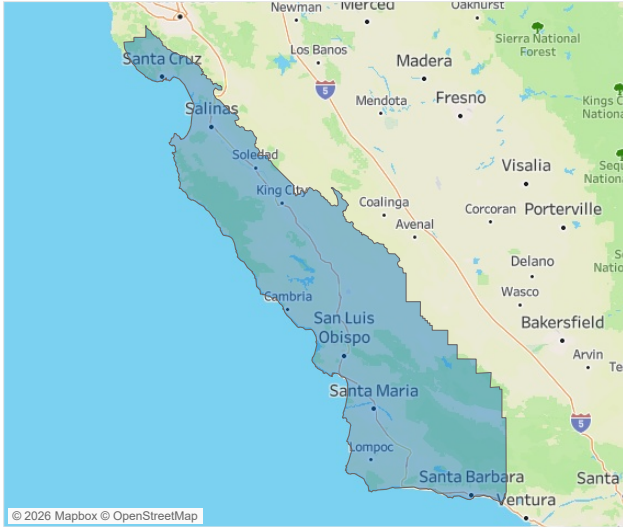 Newman
Merced
Oakhurst
Sierra National
Forest
Santa Cruz
Los Banos
Madera
5
Mendota
Fresno
Kings C
Nationa
Salinas
Soledad
Visalia
Sequ
Nation
King City
Coalinga
Corcoran
Porterville
Avenal
Delano
Wasco
Cambria
San Luis
Obispo
Bakersfield
Arvin
Te
Santa Maria
5
Lompoc
Santa Barbara
Santa
Ventura
© 2026 Mapbox © OpenStreetMap